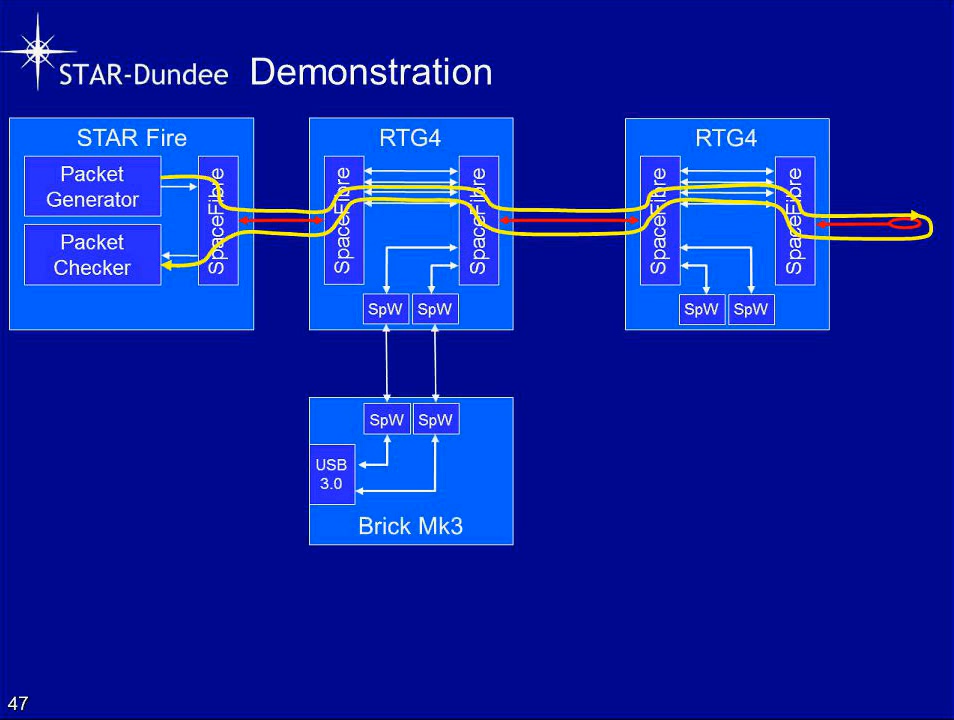 STAR-Dundee Demonstration
STAR Fire
Packet
Generator
Packet
Checker
SpaceFibre
RTG4
SpaceFibre
SpaceFibre
SpW SpW
RTG4
SpaceFibre
SpaceFibre
SpW SpW
SpW SpW
USB
3.0
Brick Mk3
47